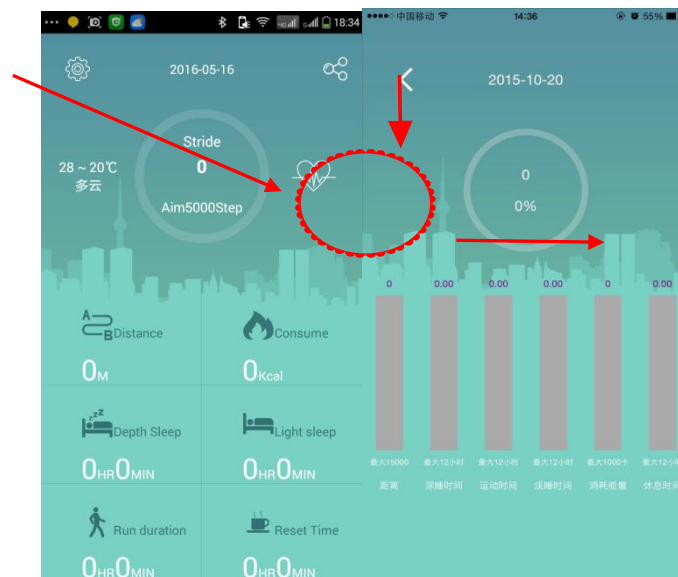 18:34
2016-05-16
28 ~ 20℃
多云
Stride
0
Aim5000Step
A
B Distance
0M
Consume
0Kcal
zzZ
Depth Sleep
0HR0MIN
Light sleep
0HR0MIN
Run duration
0HR0MIN
Reset Time
0HR0MIN
中国移动
14:36
55%
2015-10-20
0
0%
0 0.00 0.00 0.00 0 0.00
最大15000 最大12小时 最大12小时 最大12小时 最大1000卡 最大12小时
距离 深睡时间 运动时间 浅睡时间 消耗能量 休息时间